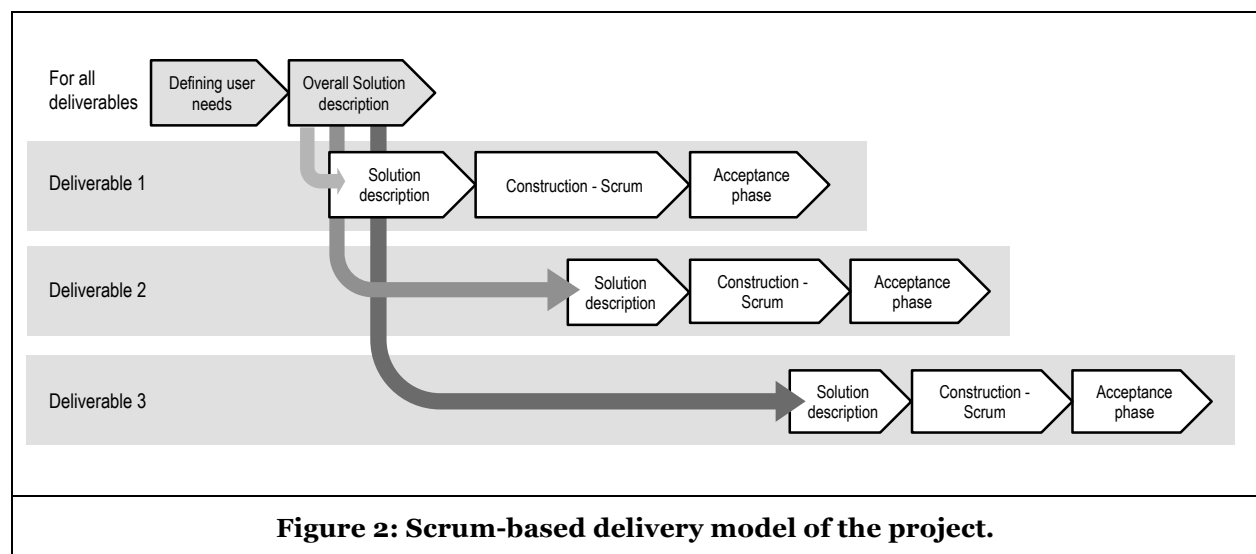 For all
deliverables
Defining user
needs
Overall Solution
description
Deliverable 1
Solution
description
Construction - Scrum
Acceptance
phase
Deliverable 2
Solution
description
Construction -
Scrum
Acceptance
phase
Deliverable 3
Solution
description
Construction -
Scrum
Acceptance
phase
Figure 2: Scrum-based delivery model of the project.